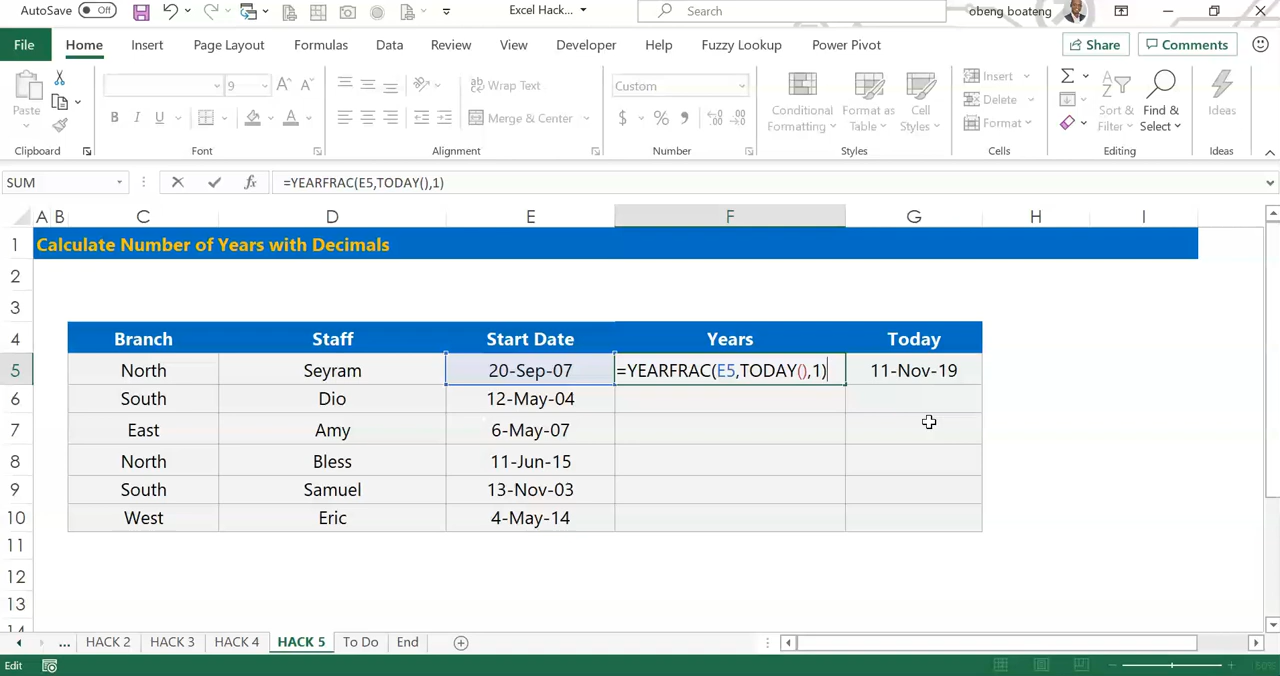 AutoSave Off Excel Hack... Search obeng boateng
File Home Insert Page Layout Formulas Data Review View Developer Help Fuzzy Lookup Power Pivot Share Comments
Paste 9 Wrap Text Custom Insert
B I U Merge & Center $ % Conditional Formatting Format as Table Cell Styles Delete Sort & Filter Find & Select Ideas
Format
Clipboard Font Alignment Number Styles Cells Editing Ideas
SUM fx =YEARFRAC(E5,TODAY(),1)
A B C D E F G H I
1 Calculate Number of Years with Decimals
2
3
4 Branch Staff Start Date Years Today
5 North Seyram 20-Sep-07 =YEARFRAC(E5,TODAY(),1) 11-Nov-19
6 South Dio 12-May-04
7 East Amy 6-May-07
8 North Bless 11-Jun-15
9 South Samuel 13-Nov-03
10 West Eric 4-May-14
11
12
13
14
... HACK 2 HACK 3 HACK 4 HACK 5 To Do End
Edit